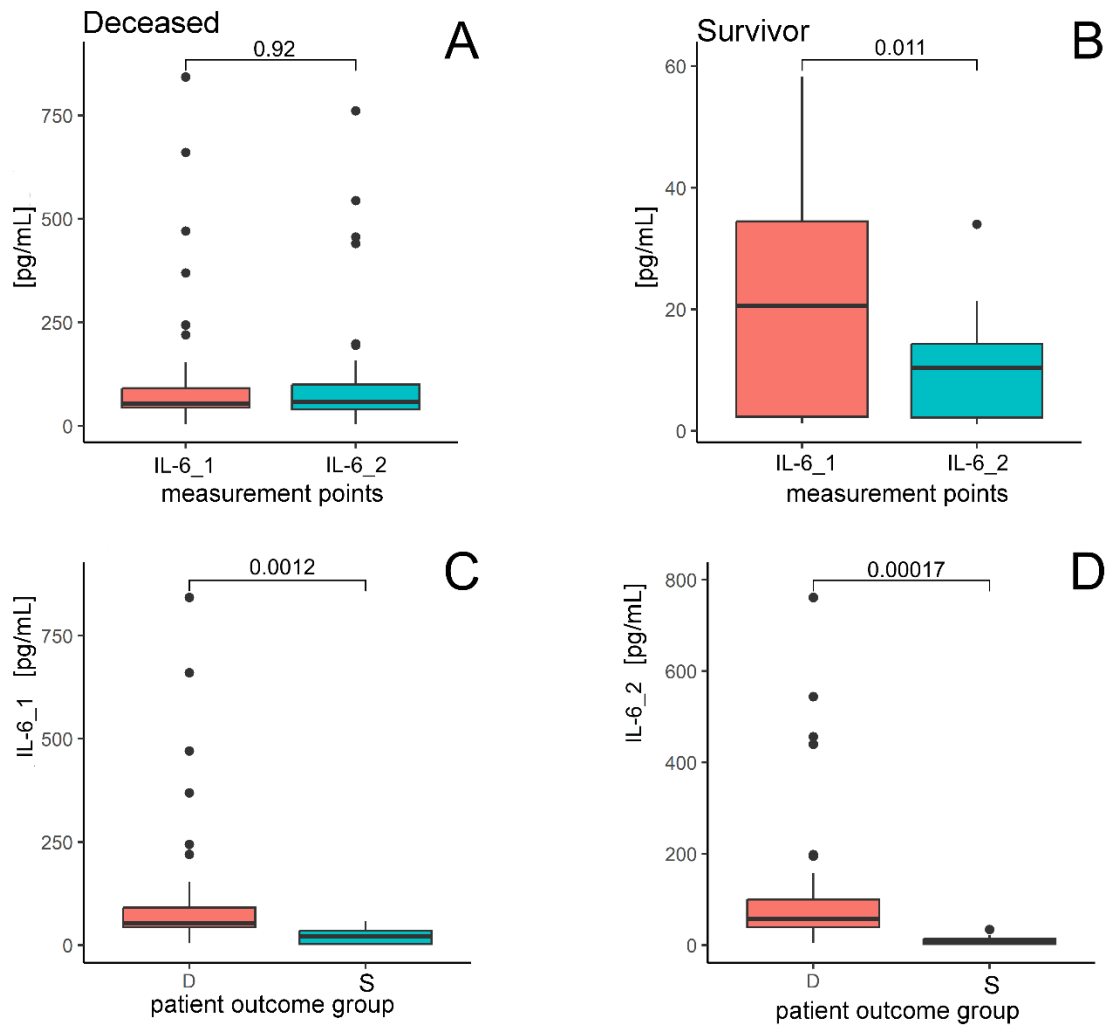 Deceased
A
0.92
750
500
250
0
[pg/mL]
IL-6_1 IL-6_2
measurement points
Survivor
B
0.011
60
40
20
0
[pg/mL]
IL-6_1 IL-6_2
measurement points
C
0.0012
750
500
250
0
IL-6_1 [pg/mL]
D S
patient outcome group
D
0.00017
800
600
400
200
0
IL-6_2 [pg/mL]
D S
patient outcome group